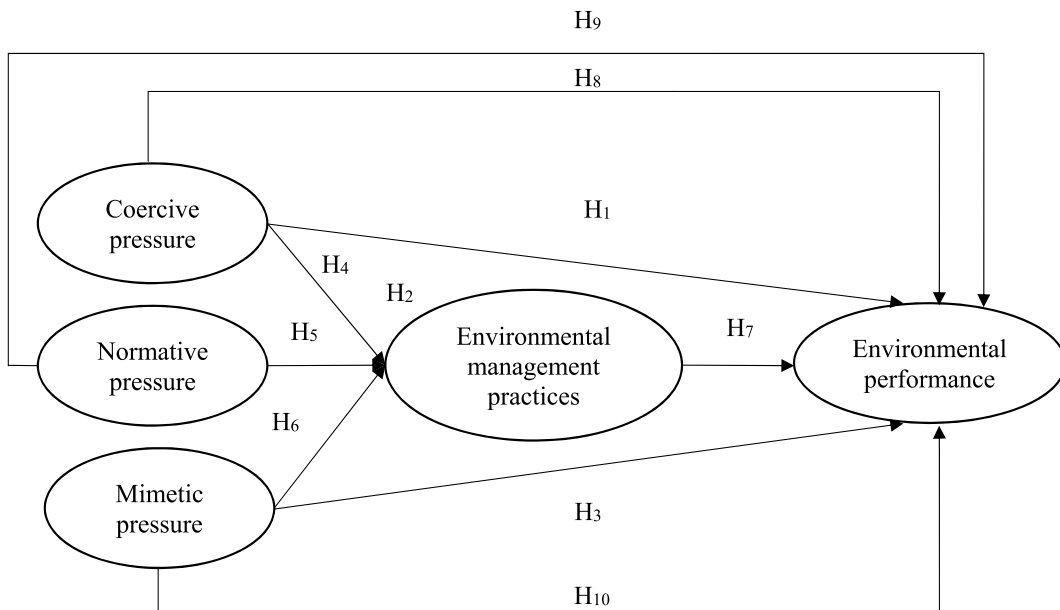 H9
H8
Coercive
pressure
H1
H4
H2
Normative
pressure
H5
Environmental
management
practices
H7
Environmental
performance
H6
Mimetic
pressure
H3
H10